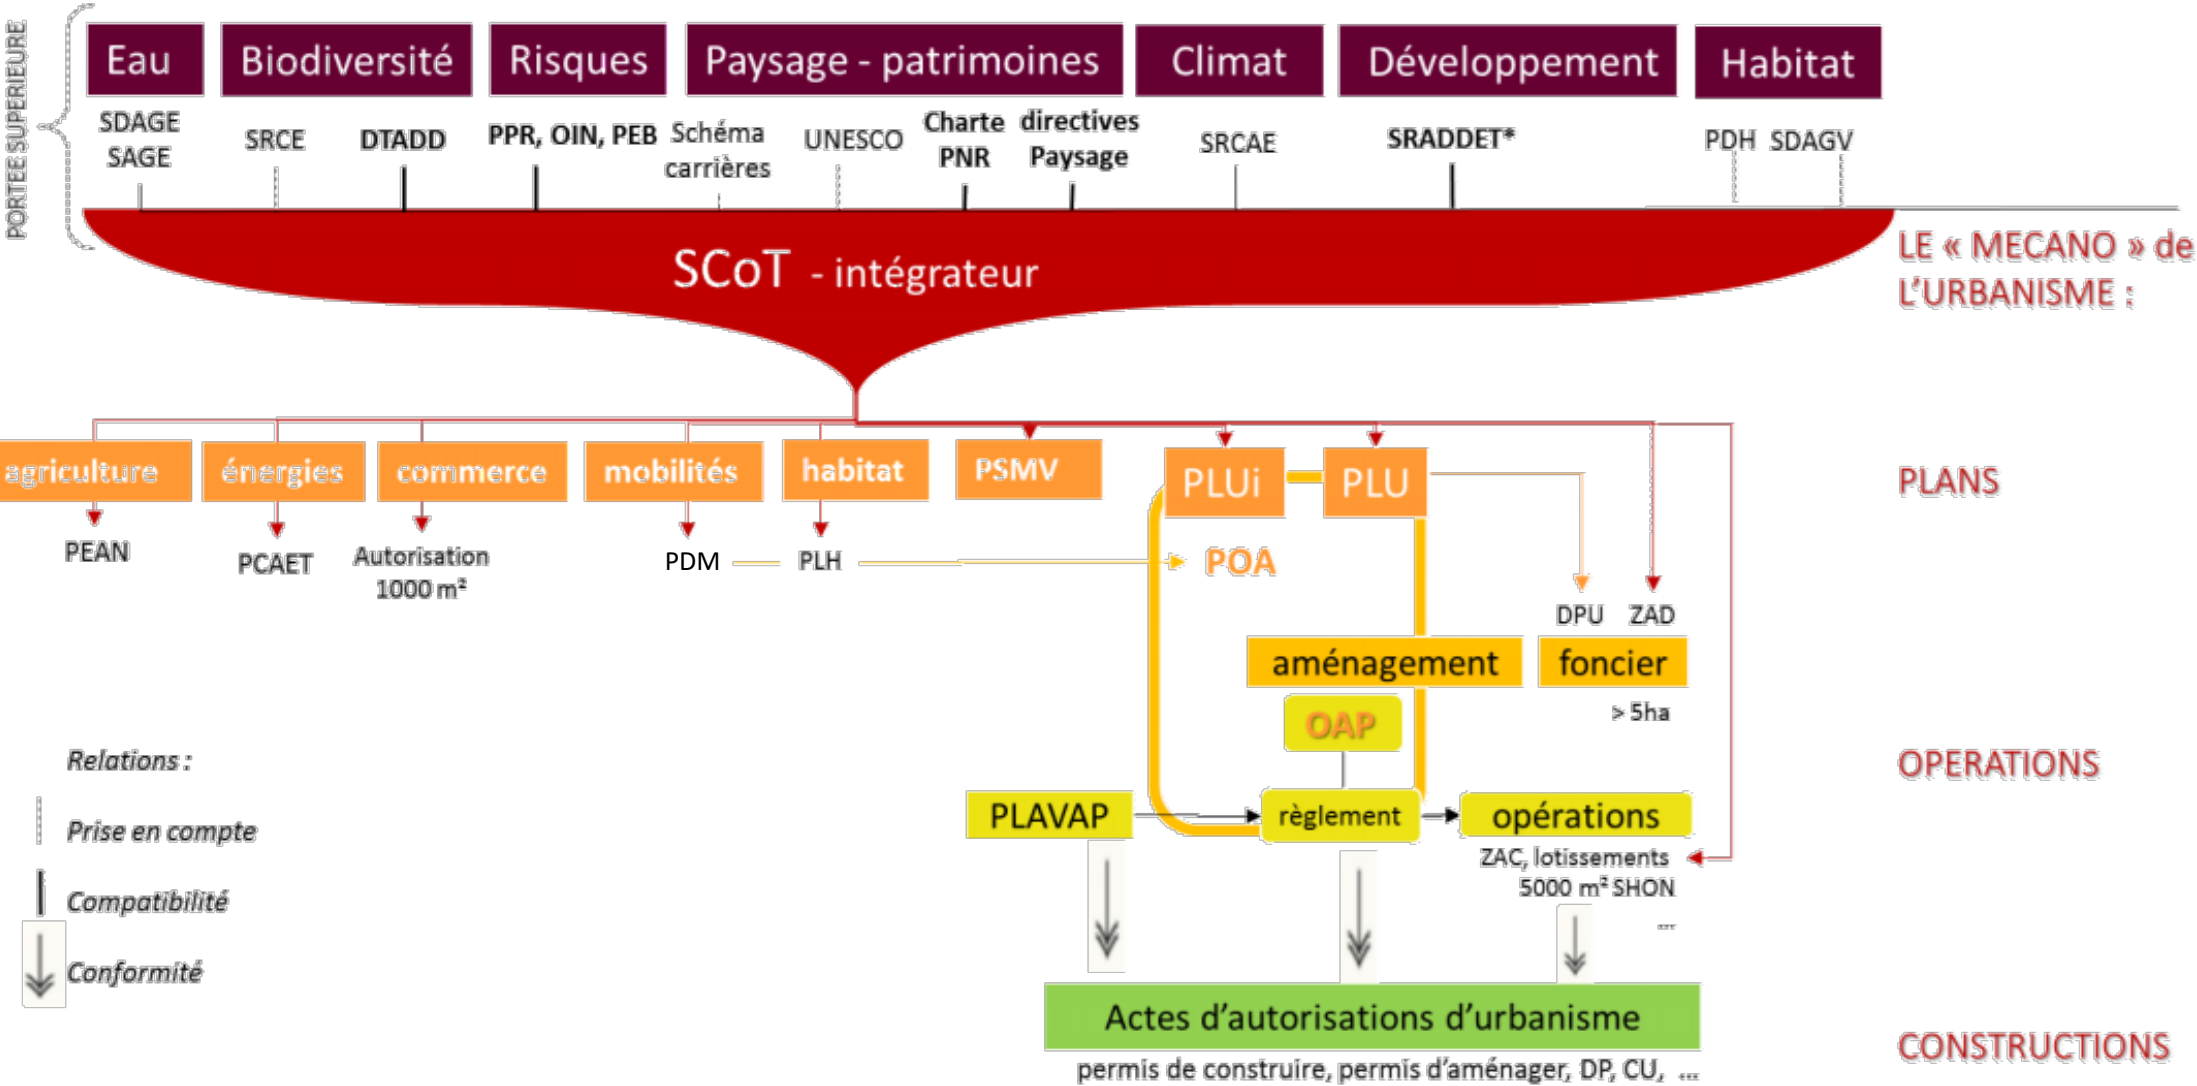 PORTEE SUPERIEURE
Eau
Biodiversité
Risques
Paysage - patrimoines
Climat
Développement
Habitat
SDAGE
SAGE
SRCE
DTADD
PPR, OIN, PEB
Schéma
carrières
UNESCO
Charte
PNR
directives
Paysage
SRCAE
SRADDET*
PDH SDAGV
SCoT - intégrateur
LE « MECANO » de
L'URBANISME :
agriculture
énergies
commerce
mobilités
habitat
PSMV
PLUi
PLU
PLANS
PEAN
PCAET
Autorisation
1000 m²
PDM
PLH
POA
DPU
ZAD
aménagement
foncier
> 5ha
OAP
OPERATIONS
PLAVAP
règlement
opérations
ZAC, lotissements
5000 m² SHON
...
Relations :
Prise en compte
Compatibilité
Conformité
Actes d'autorisations d'urbanisme
permis de construire, permis d'aménager, DP, CU, ...
CONSTRUCTIONS